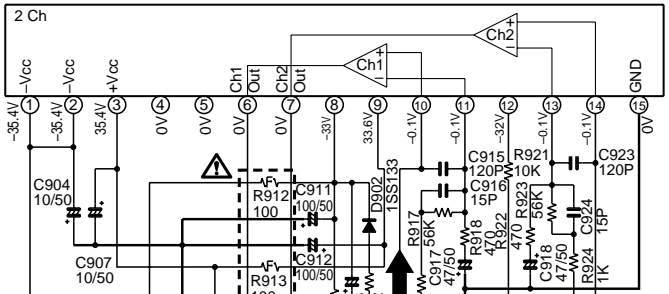 2 Ch
Ch2
Ch1
−Vcc
−Vcc
+Vcc
Ch1 Out
Ch2 Out
GND
1 2 3 4 5 6 7 8 9 10 11 12 13 14 15
−35.4V
−35.4V
35.4V
0V
0V
0V
0V
−33V
33.6V
−0.1V
−0.1V
−32V
−0.1V
−0.1V
0V
C904
10/50
C907
10/50
F
R912
100
F
R913
C911
100/50
C912
100/50
D902
1SS133
C915
120P
C916
15P
R917
56K
C917
47/50
R918
470
R922
470
R921
10K
R923
56K
C918
47/50
C923
120P
C924
15P
R924
1K